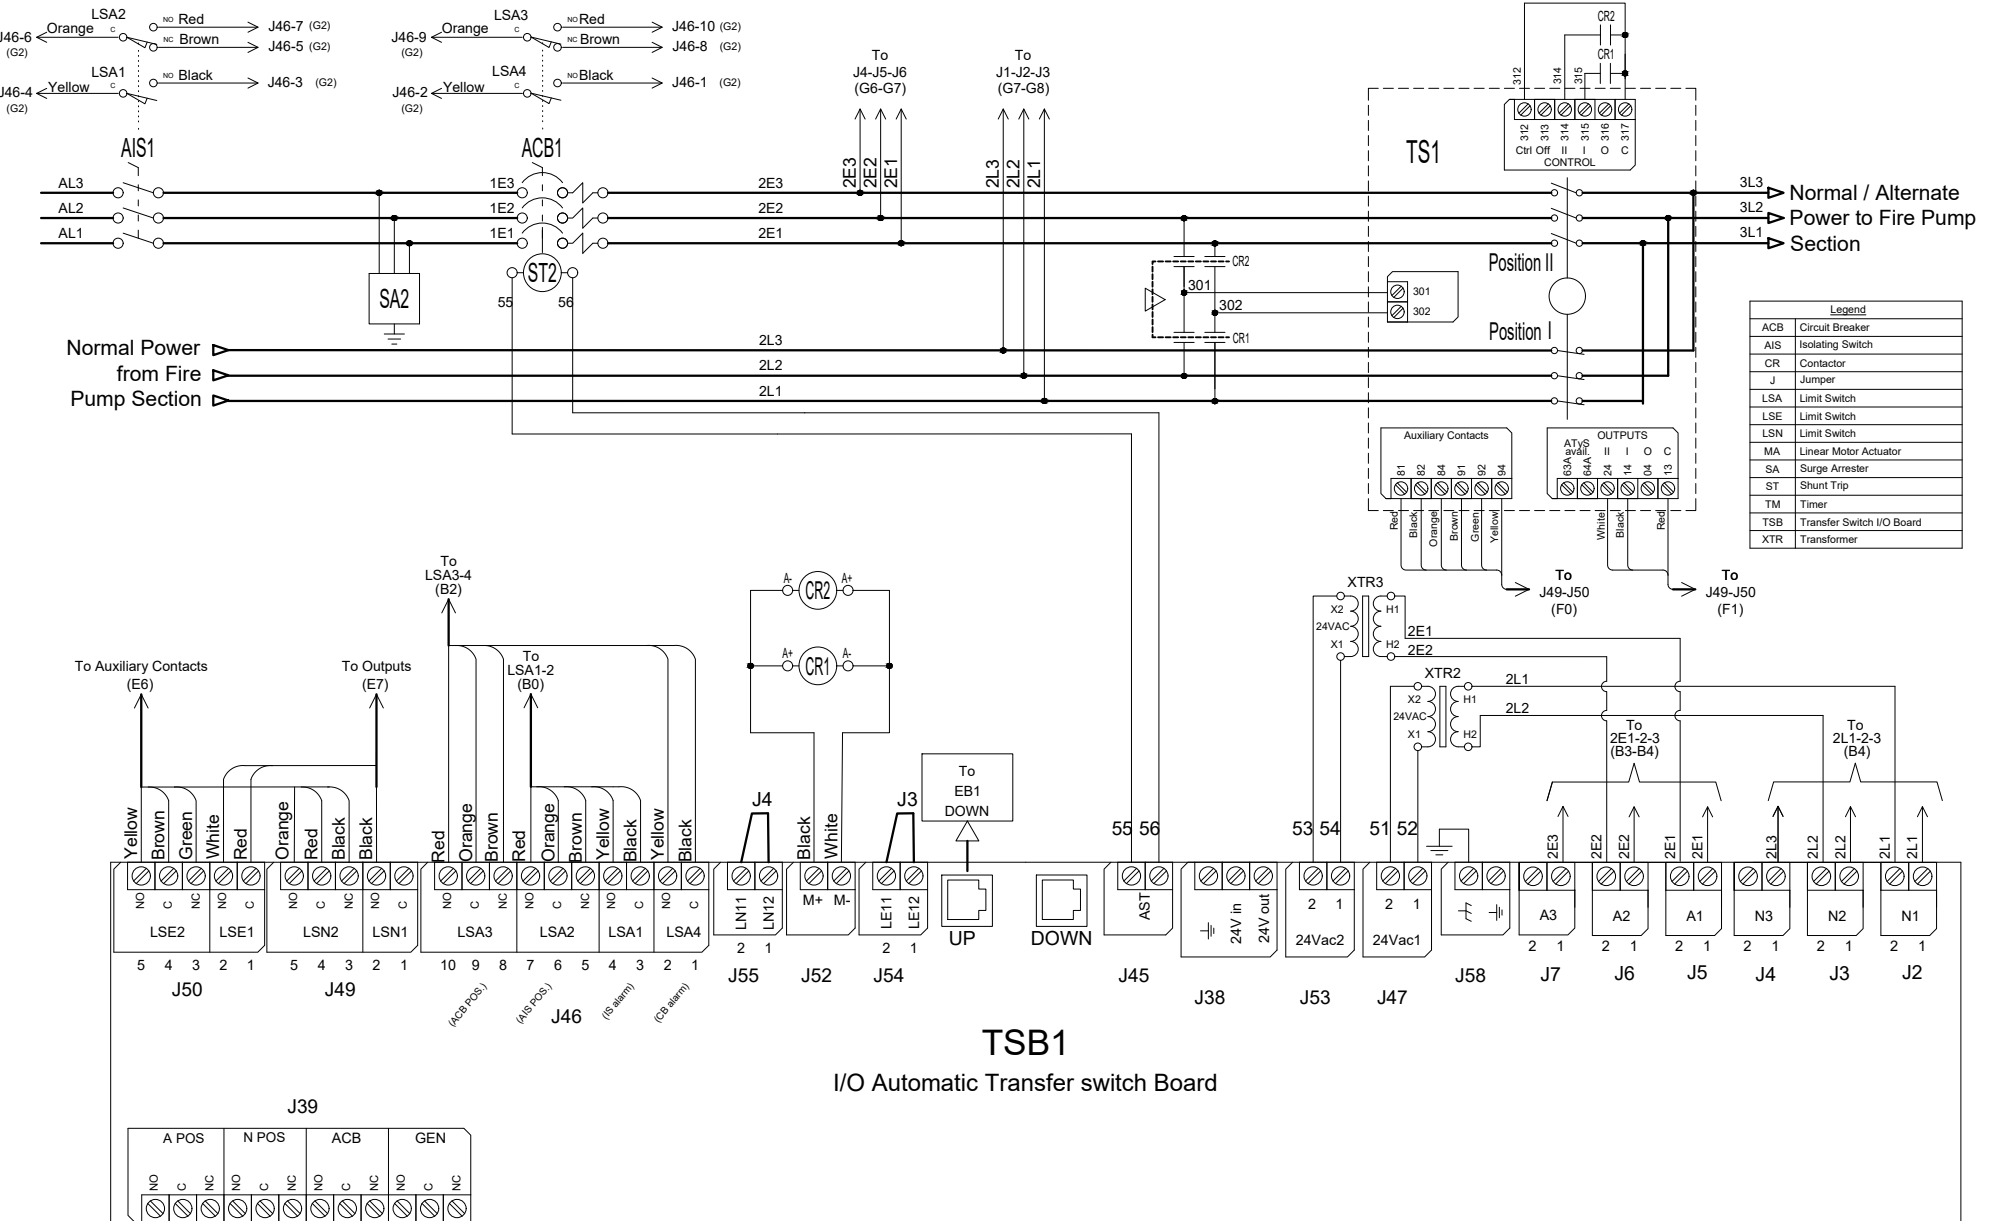 LSA2
Orange
C
NO Red
J46-7 (G2)
J46-6
(G2)
NC Brown
J46-5 (G2)
LSA1
Yellow
C
NO Black
J46-3 (G2)
J46-4
(G2)
LSA3
J46-9
(G2)
Orange
C
NO Red
J46-10 (G2)
NC Brown
J46-8 (G2)
LSA4
J46-2
(G2)
Yellow
C
NO Black
J46-1 (G2)
To
J4-J5-J6
(G6-G7)
To
J1-J2-J3
(G7-G8)
2E3
2E2
2E1
2L3
2L2
2L1
AIS1
ACB1
AL3
AL2
AL1
1E3
1E2
1E1
2E3
2E2
2E1
SA2
ST2
55
56
Normal Power
from Fire
Pump Section
2L3
2L2
2L1
CR2
301
302
CR1
TS1
CR2
CR1
312
314
315
312 313 314 315 316 317
Ctrl Off II I O C
CONTROL
301
302
Position II
Position I
3L3
3L2
3L1
Normal / Alternate
Power to Fire Pump
Section
Legend
ACB Circuit Breaker
AIS Isolating Switch
CR Contactor
J Jumper
LSA Limit Switch
LSE Limit Switch
LSN Limit Switch
MA Linear Motor Actuator
SA Surge Arrester
ST Shunt Trip
TM Timer
TSB Transfer Switch I/O Board
XTR Transformer
Auxiliary Contacts
81 82 84 91 92 94
Red Black Orange Brown Green Yellow
OUTPUTS
ATyS
avail. II I O C
63A 64A 24 14 04 13
White Black Red
To
J49-J50
(F0)
To
J49-J50
(F1)
XTR3
X2
24VAC
X1
H1
H2
2E1
2E2
XTR2
X2
24VAC
X1
H1
H2
2L1
2L2
To
2E1-2-3
(B3-B4)
To
2L1-2-3
(B4)
To
LSA3-4
(B2)
To
LSA1-2
(B0)
To Auxiliary Contacts
(E6)
To Outputs
(E7)
A- CR2 A+
A+ CR1 A-
To
EB1
DOWN
J4
J3
Yellow Brown Green White Red Orange Red Black Black
Red Orange Brown Red Orange Brown Yellow Black Yellow Black
Black White
55 56
53 54
51 52
2E3 2E2 2E2 2E1 2E1 2L3 2L2 2L2 2L1 2L1
NO C NC NO C
LSE2 LSE1
5 4 3 2 1
J50
NO C NC NO C
LSN2 LSN1
5 4 3 2 1
J49
NO C NC NO C NC NO C NO C
LSA3 LSA2 LSA1 LSA4
10 9 8 7 6 5 4 3 2 1
(ACB POS.) (AIS POS.) (IS alarm) (CB alarm)
J46
LN11 LN12
2 1
J55
M+ M-
J52
LE11 LE12
2 1
J54
UP
DOWN
AST
J45
24V in
24V out
J38
2 1
24Vac2
J53
2 1
24Vac1
J47
J58
A3
2 1
J7
A2
2 1
J6
A1
2 1
J5
N3
2 1
J4
N2
2 1
J3
N1
2 1
J2
TSB1
I/O Automatic Transfer switch Board
J39
A POS N POS ACB GEN
NO C NC NO C NC NO C NC NO C NC